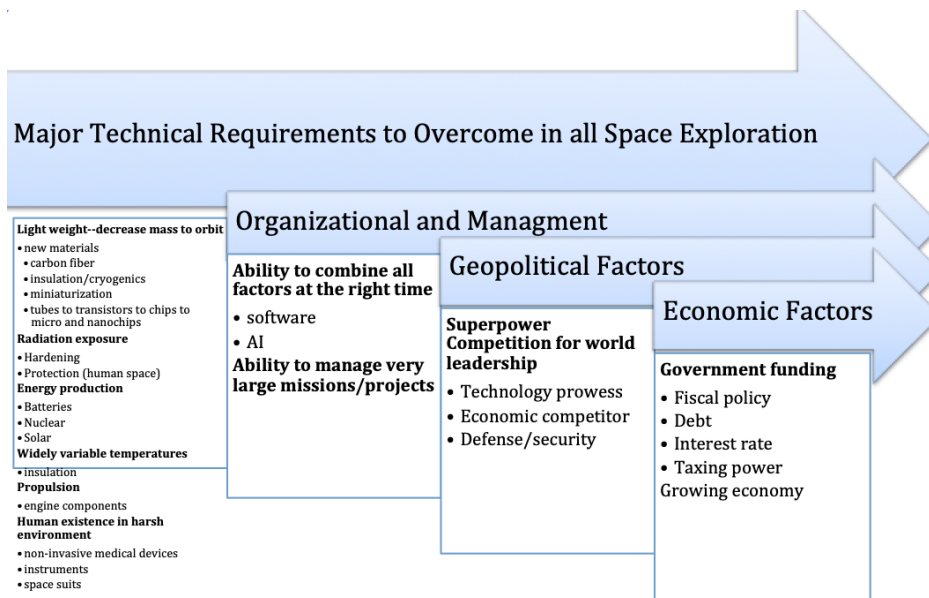 Major Technical Requirements to Overcome in all Space Exploration
Light weight--decrease mass to orbit
• new materials
• carbon fiber
• insulation/cryogenics
• miniaturization
• tubes to transistors to chips to
micro and nanochips
Radiation exposure
• Hardening
• Protection (human space)
Energy production
• Batteries
• Nuclear
• Solar
Widely variable temperatures
• insulation
Propulsion
• engine components
Human existence in harsh
environment
• non-invasive medical devices
• instruments
• space suits
Organizational and Managment
Ability to combine all
factors at the right time
• software
• AI
Ability to manage very
large missions/projects
Geopolitical Factors
Superpower
Competition for world
leadership
• Technology prowess
• Economic competitor
• Defense/security
Economic Factors
Government funding
• Fiscal policy
• Debt
• Interest rate
• Taxing power
Growing economy